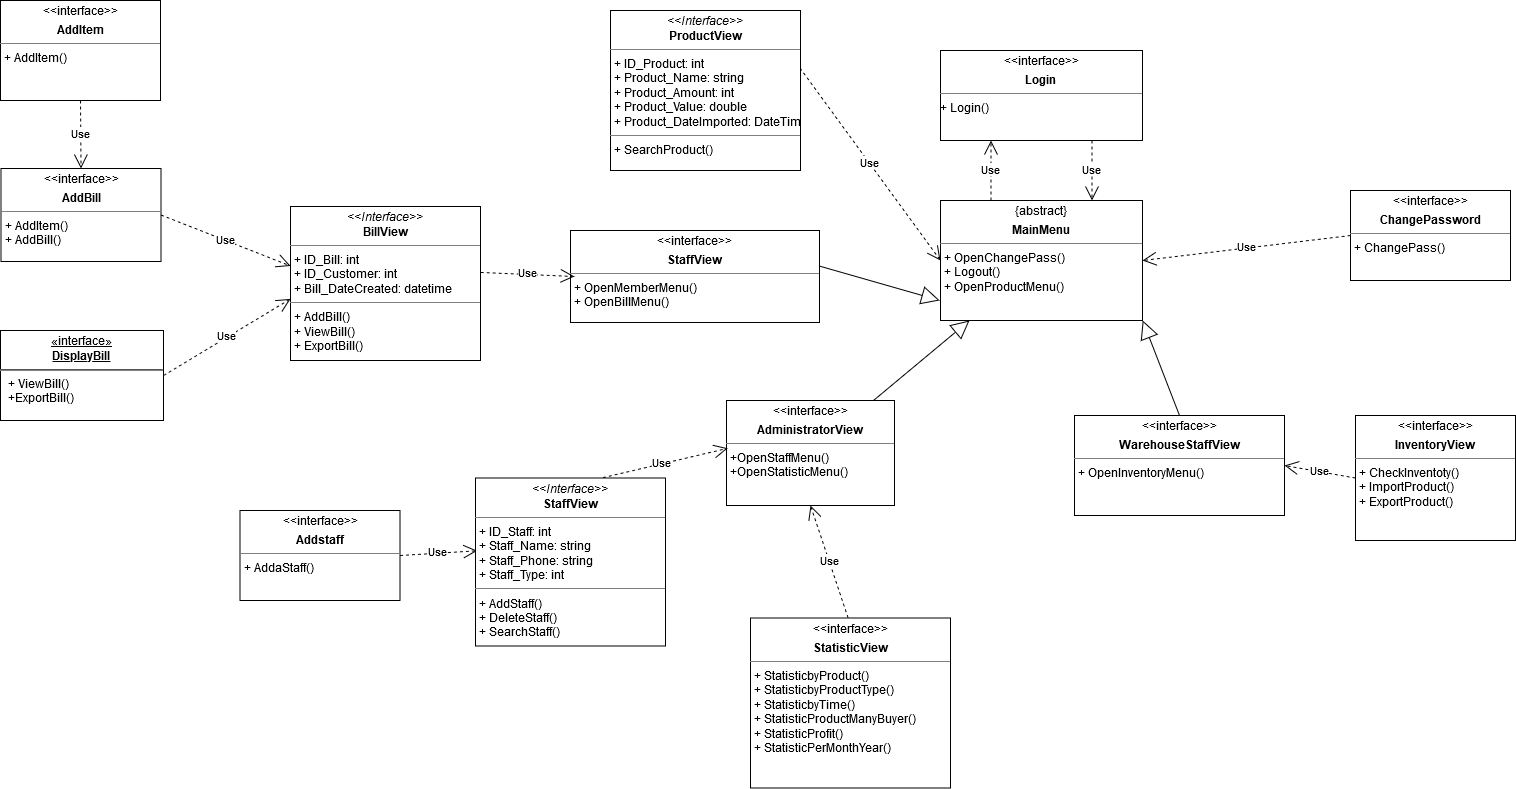 <<interface>>
AddItem
+ AddItem()
Use
<<interface>>
AddBill
+ AddItem()
+ AddBill()
Use
<<Interface>>
BillView
+ ID_Bill: int
+ ID_Customer: int
+ Bill_DateCreated: datetime
+ AddBill()
+ ViewBill()
+ ExportBill()
Use
«interface»
DisplayBill
+ ViewBill()
+ExportBill()
Use
<<interface>>
StaffView
+ OpenMemberMenu()
+ OpenBillMenu()
<<Interface>>
ProductView
+ ID_Product: int
+ Product_Name: string
+ Product_Amount: int
+ Product_Value: double
+ Product_DateImported: DateTim
+ SearchProduct()
Use
<<interface>>
Login
+ Login()
Use
Use
{abstract}
MainMenu
+ OpenChangePass()
+ Logout()
+ OpenProductMenu()
Use
<<interface>>
ChangePassword
+ ChangePass()
<<interface>>
AdministratorView
+OpenStaffMenu()
+OpenStatisticMenu()
Use
<<Interface>>
StaffView
+ ID_Staff: int
+ Staff_Name: string
+ Staff_Phone: string
+ Staff_Type: int
+ AddStaff()
+ DeleteStaff()
+ SearchStaff()
<<interface>>
Addstaff
+ AddaStaff()
Use
Use
<<interface>>
StatisticView
+ StatisticbyProduct()
+ StatisticbyProductType()
+ StatisticbyTime()
+ StatisticProductManyBuyer()
+ StatisticProfit()
+ StatisticPerMonthYear()
<<interface>>
WarehouseStaffView
+ OpenInventoryMenu()
Use
<<interface>>
InventoryView
+ CheckInventoty()
+ ImportProduct()
+ ExportProduct()